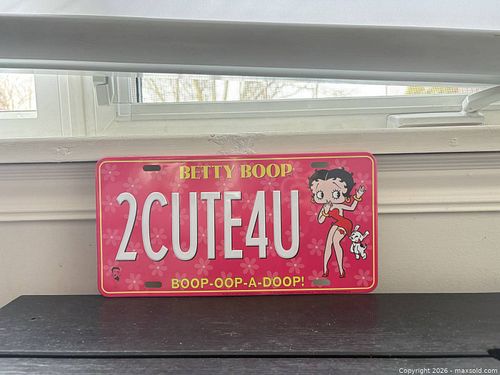 BETTY BOOP
2CUTE4U
BOOP-OOP-A-DOOP!
Copyright 2026 - maxsold.com